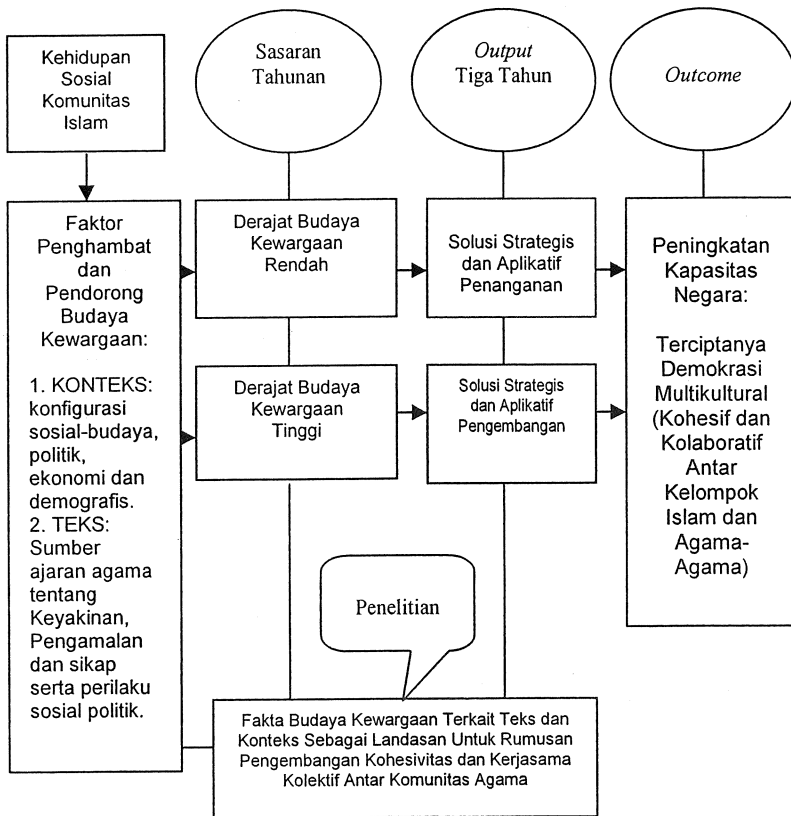 Kehidupan
Sosial
Komunitas
Islam
Sasaran
Tahunan
Output
Tiga Tahun
Outcome
Faktor
Penghambat
dan
Pendorong
Budaya
Kewargaan:
1. KONTEKS:
konfigurasi
sosial-budaya,
politik,
ekonomi dan
demografis.
2. TEKS:
Sumber
ajaran agama
tentang
Keyakinan,
Pengamalan
dan sikap
serta perilaku
sosial politik.
Derajat Budaya
Kewargaan
Rendah
Solusi Strategis
dan Aplikatif
Penanganan
Derajat Budaya
Kewargaan
Tinggi
Solusi Strategis
dan Aplikatif
Pengembangan
Peningkatan
Kapasitas
Negara:
Terciptanya
Demokrasi
Multikultural
(Kohesif dan
Kolaboratif
Antar
Kelompok
Islam dan
Agama-
Agama)
Penelitian
Fakta Budaya Kewargaan Terkait Teks dan
Konteks Sebagai Landasan Untuk Rumusan
Pengembangan Kohesivitas dan Kerjasama
Kolektif Antar Komunitas Agama